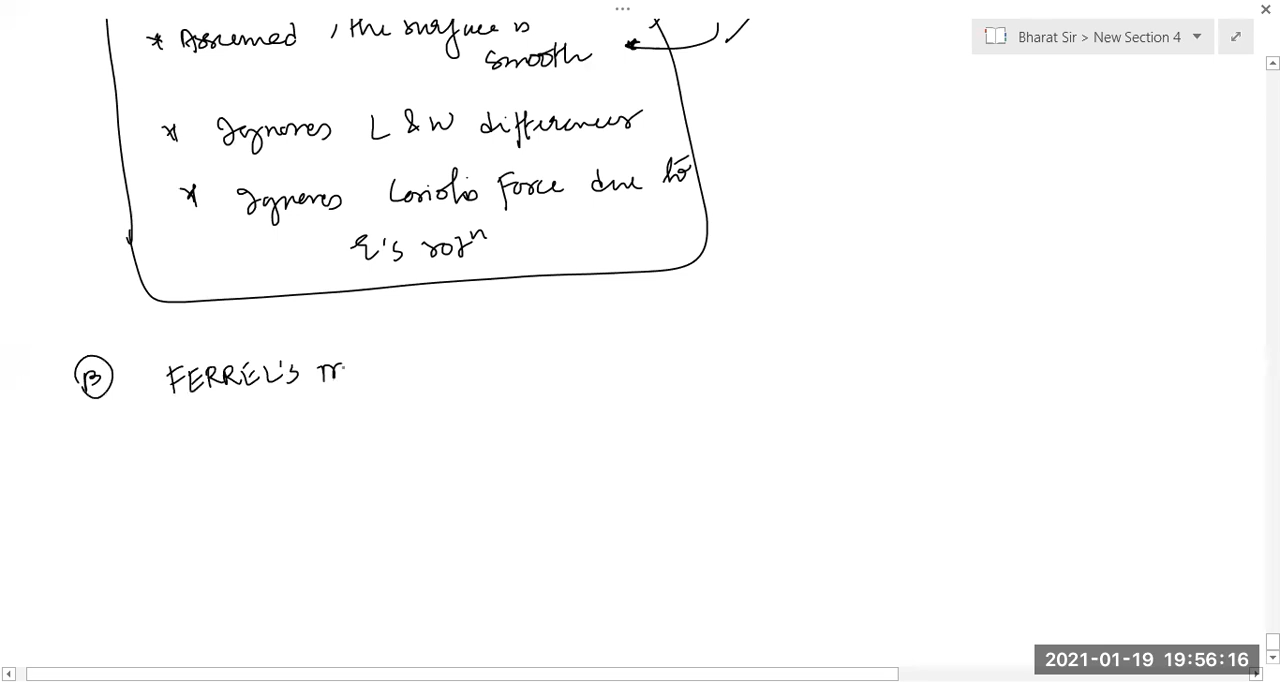 * Assumed, the surface is
smooth
* Ignores L & W differences
* Ignores Coriolis Force due to
E's rotⁿ
B FERREL'S
Bharat Sir > New Section 4
2021-01-19 19:56:16